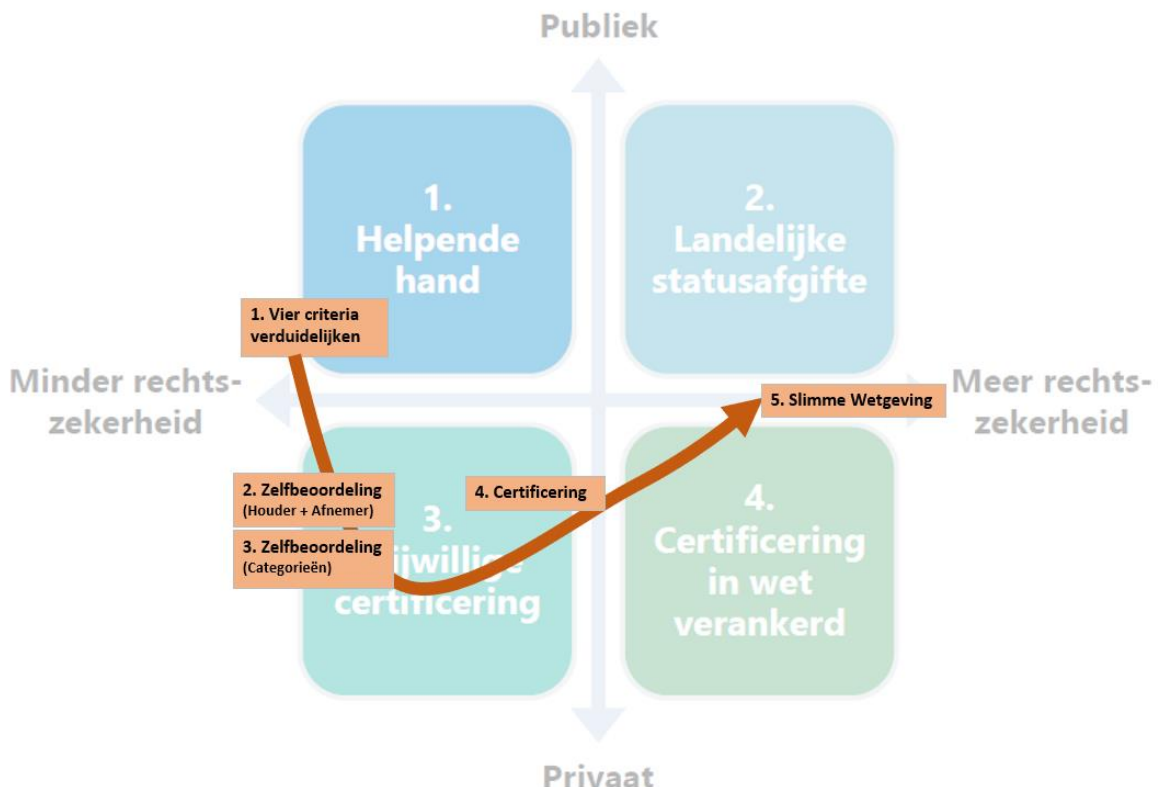 Publiek
1.
Helpende
hand
2.
Landelijke
statusafgifte
1. Vier criteria
verduidelijken
Minder rechts-
zekerheid
Meer rechts-
zekerheid
5. Slimme Wetgeving
2. Zelfbeoordeling
(Houder + Afnemer)
3. Zelfbeoordeling
(Categorieën)
3.
ijwillige
certificering
4. Certificering
4.
Certificering
in wet
verankerd
Privaat